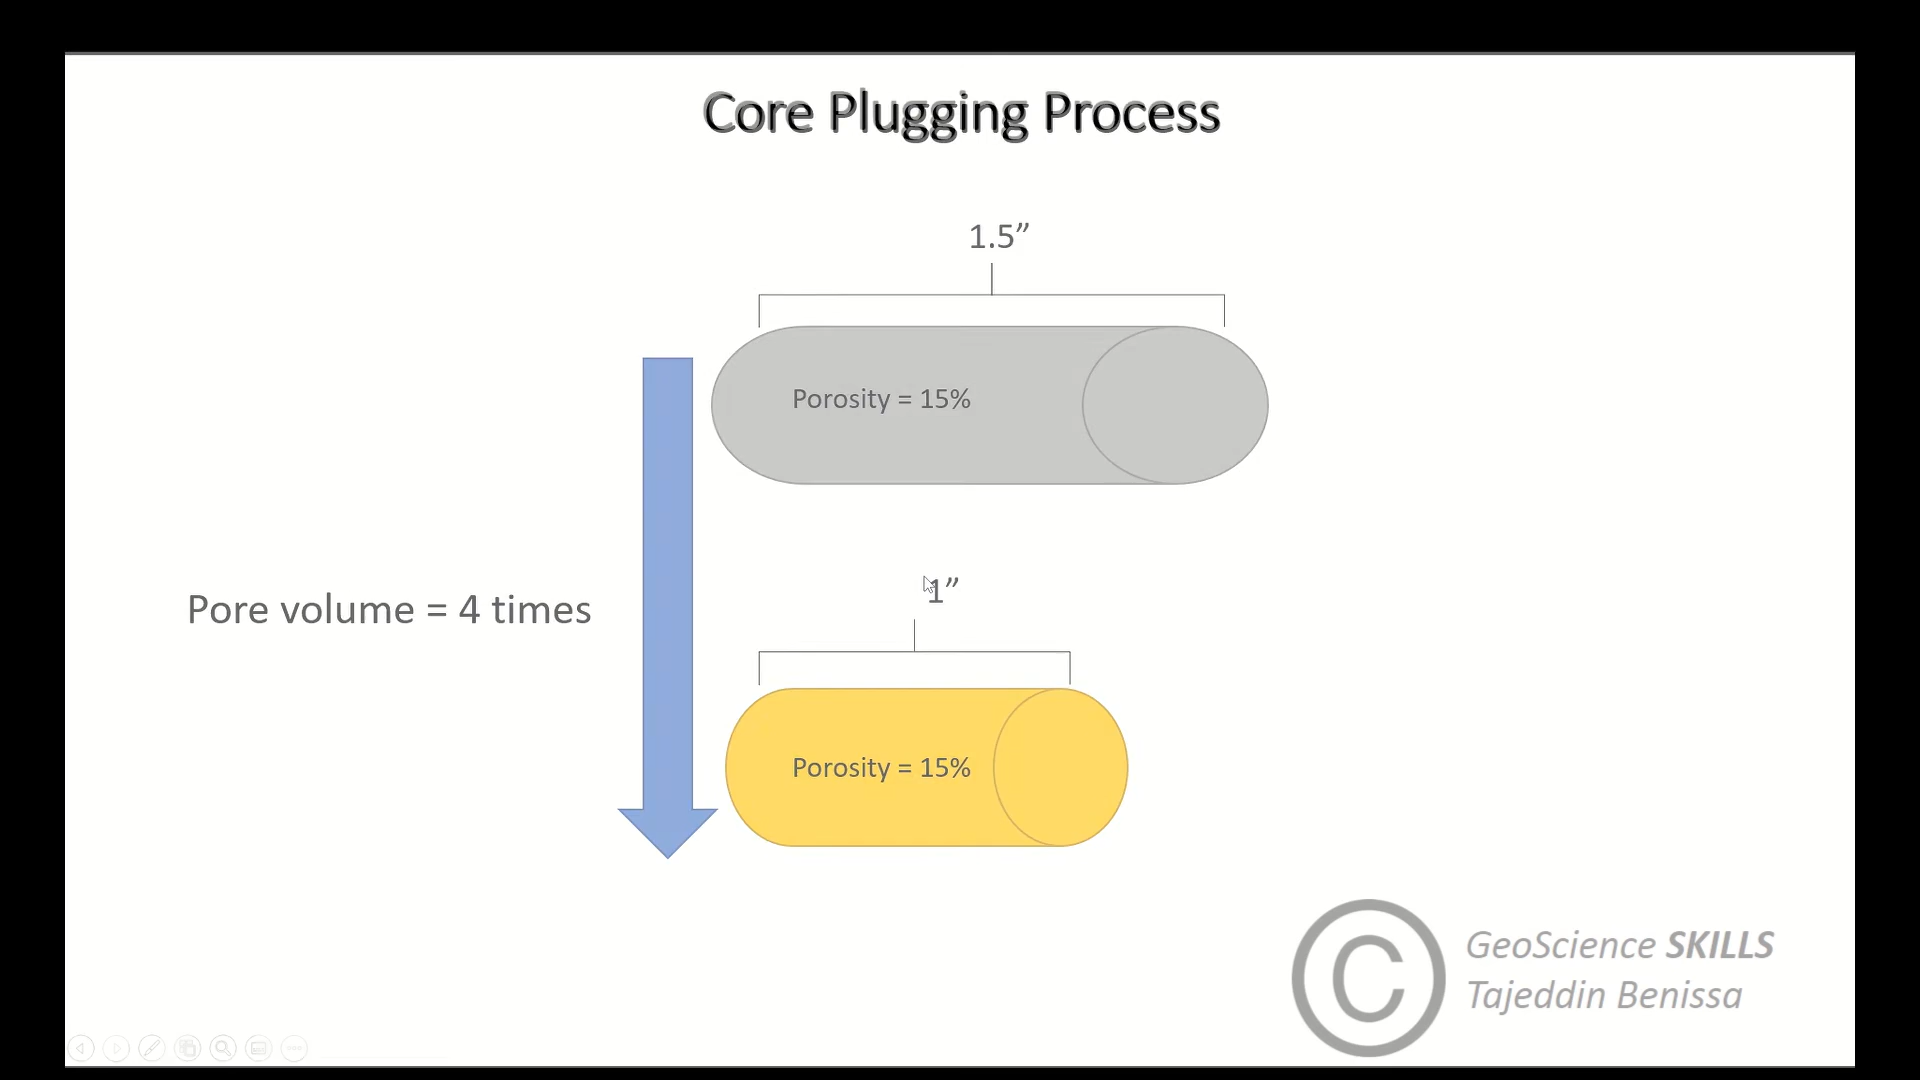 Core Plugging Process
1.5”
Porosity = 15%
1”
Pore volume = 4 times
Porosity = 15%
© GeoScience SKILLS
Tajeddin Benissa